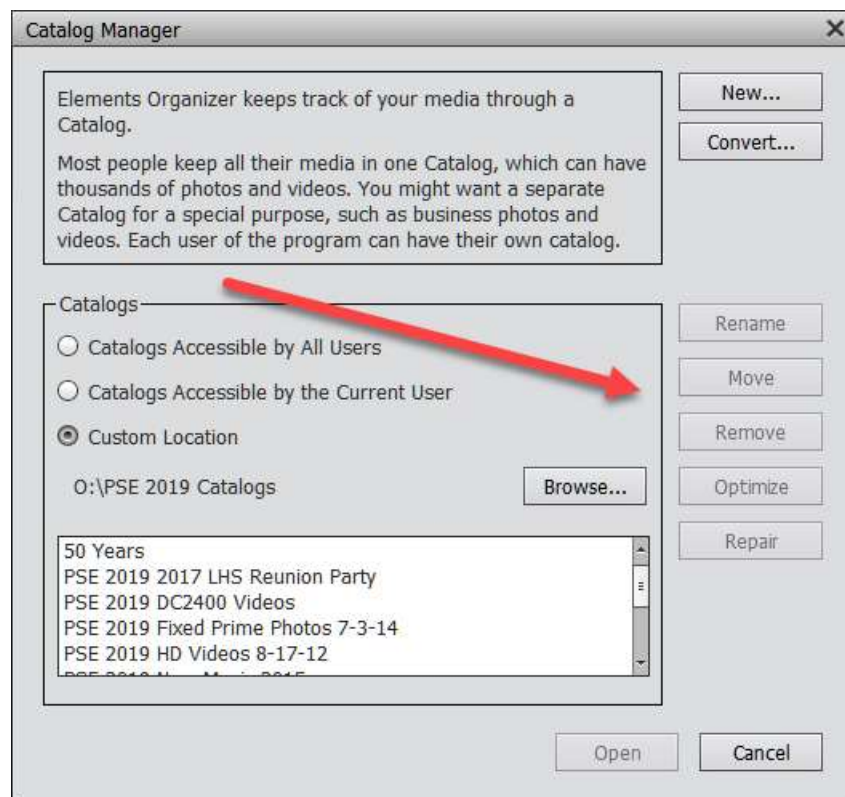 Catalog Manager
Elements Organizer keeps track of your media through a
Catalog.
Most people keep all their media in one Catalog, which can have
thousands of photos and videos. You might want a separate
Catalog for a special purpose, such as business photos and
videos. Each user of the program can have their own catalog.
New...
Convert...
Catalogs
Catalogs Accessible by All Users
Catalogs Accessible by the Current User
Custom Location
O:\PSE 2019 Catalogs
Browse...
50 Years
PSE 2019 2017 LHS Reunion Party
PSE 2019 DC2400 Videos
PSE 2019 Fixed Prime Photos 7-3-14
PSE 2019 HD Videos 8-17-12
Rename
Move
Remove
Optimize
Repair
Open
Cancel